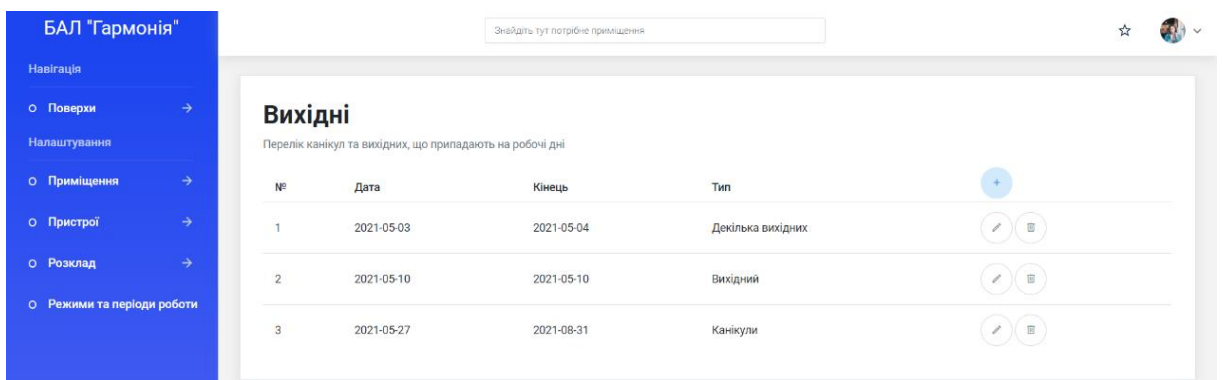 БАЛ "Гармонія"
Знайдіть тут потрібне приміщення
Навігація
Поверхи
Налаштування
Приміщення
Пристрої
Розклад
Режими та періоди роботи
Вихідні
Перелік канікул та вихідних, що припадають на робочі дні
№ Дата Кінець Тип +
1 2021-05-03 2021-05-04 Декілька вихідних
2 2021-05-10 2021-05-10 Вихідний
3 2021-05-27 2021-08-31 Канікули